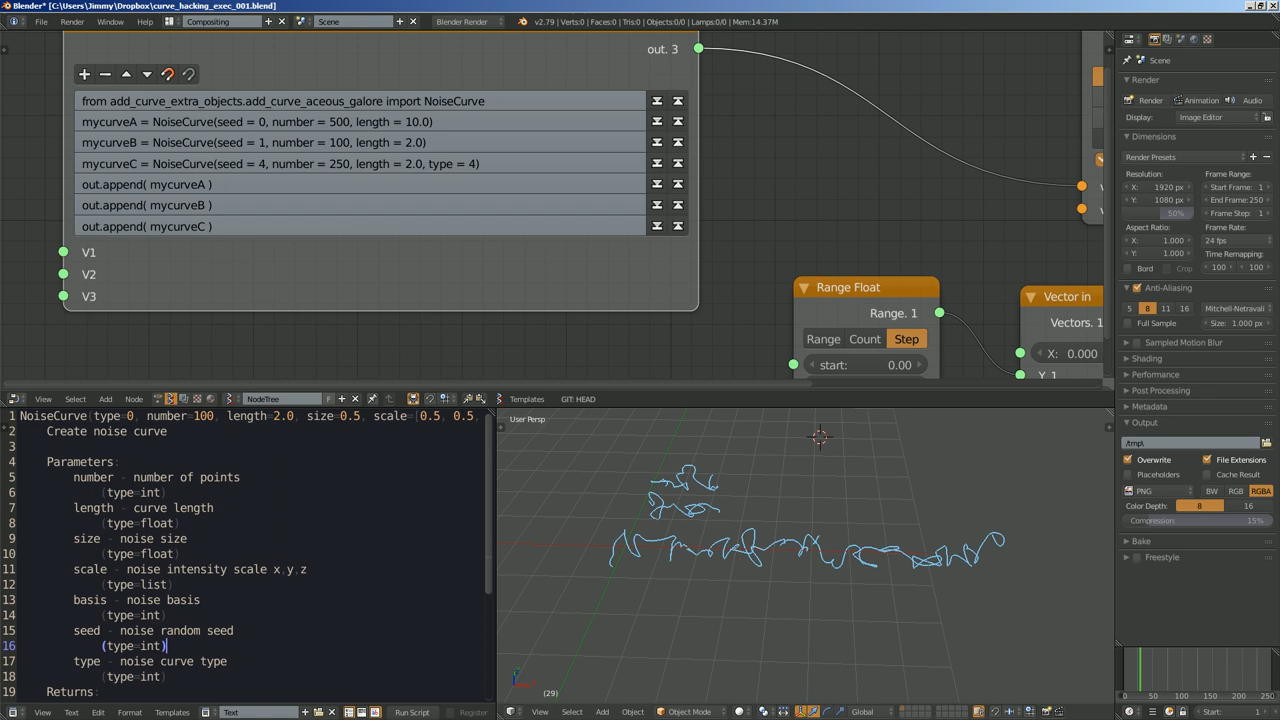 Blender* [C:\Users\Jimmy\Dropbox\curve_hacking_exec_001.blend]
File Render Window Help Compositing Scene Blender Render v2.79 | Verts:0 | Faces:0 | Tris:0 | Objects:0/0 | Lamps:0/0 | Mem:14.37M
out. 3
from add_curve_extra_objects.add_curve_aceous_galore import NoiseCurve
mycurveA = NoiseCurve(seed = 0, number = 500, length = 10.0)
mycurveB = NoiseCurve(seed = 1, number = 100, length = 2.0)
mycurveC = NoiseCurve(seed = 4, number = 250, length = 2.0, type = 4)
out.append( mycurveA )
out.append( mycurveB )
out.append( mycurveC )
V1
V2
V3
Range Float
Range. 1
Range Count Step
start: 0.00
Vector in
Vectors. 1
X: 0.000
Y. 1
View Select Add Node NodeTree F Templates GIT: HEAD
1 NoiseCurve(type=0, number=100, length=2.0, size=0.5, scale=[0.5, 0.5,
2 Create noise curve
3
4 Parameters:
5 number - number of points
6 (type=int)
7 length - curve length
8 (type=float)
9 size - noise size
10 (type=float)
11 scale - noise intensity scale x,y,z
12 (type=list)
13 basis - noise basis
14 (type=int)
15 seed - noise random seed
16 (type=int)
17 type - noise curve type
18 (type=int)
19 Returns:
View Text Edit Format Templates Text Run Script Register
User Persp
(29)
View Select Add Object Object Mode Global
Scene
Render
Render Animation Audio
Display: Image Editor
Dimensions
Render Presets
Resolution: Frame Range:
X: 1920 px Start Frame: 1
Y: 1080 px End Frame: 250
50% Frame Step: 1
Aspect Ratio: Frame Rate:
X: 1.000 24 fps
Y: 1.000 Time Remapping:
Bord Crop 100 100
Anti-Aliasing
5 8 11 16 Mitchell-Netravali
Full Sample Size: 1.000 px
Sampled Motion Blur
Shading
Performance
Post Processing
Metadata
Output
/tmp\
Overwrite File Extensions
Placeholders Cache Result
PNG BW RGB RGBA
Color Depth: 8 16
Compression: 15%
Bake
Freestyle
0 50 100 150 200 250
Start: 1